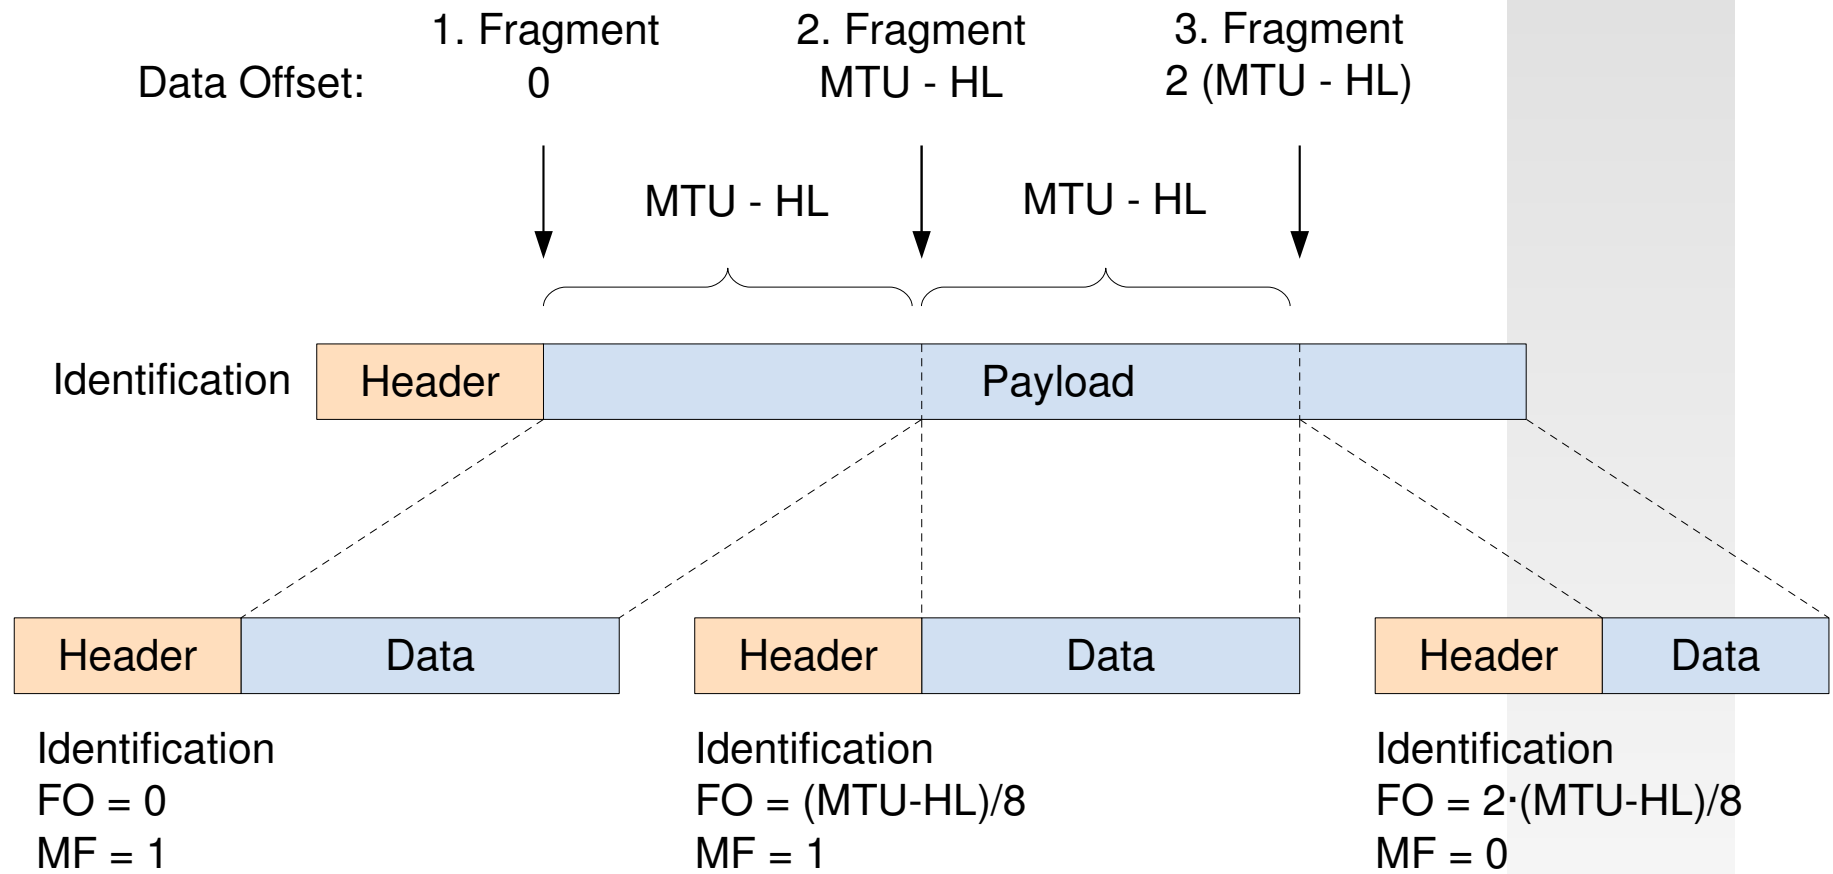 1. Fragment 2. Fragment 3. Fragment
Data Offset: 0 MTU - HL 2 (MTU - HL)
MTU - HL MTU - HL
Identification Header Payload
Header Data Header Data Header Data
Identification Identification Identification
FO = 0 FO = (MTU-HL)/8 FO = 2·(MTU-HL)/8
MF = 1 MF = 1 MF = 0